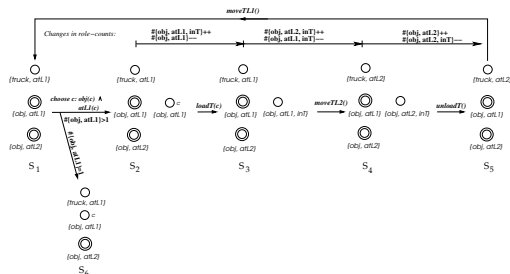 moveTL1()
Changes in role-counts:
#{obj, atL1, inT}++
#{obj, atL1}−−
#{obj, atL2, inT}++
#{obj, atL1, inT}−−
#{obj, atL2}++
#{obj, atL2, inT}−−
{truck, atL1}
{truck, atL1}
{truck, atL1}
{truck, atL2}
{truck, atL2}
choose c: obj(c) ∧
atL1(c)
#{obj, atL1}>1
c
loadT(c)
moveTL2()
unloadT()
{obj, atL1}
{obj, atL1}
{obj, atL1}
{obj, atL1}
{obj, atL1, inT}
{obj, atL1}
{obj, atL2, inT}
{obj, atL1}
{obj, atL2}
{obj, atL2}
{obj, atL2}
{obj, atL2}
{obj, atL2}
#{obj, atL1}=1
S1
S2
S3
S4
S5
{truck, atL1}
c
{obj, atL1}
{obj, atL2}
S6